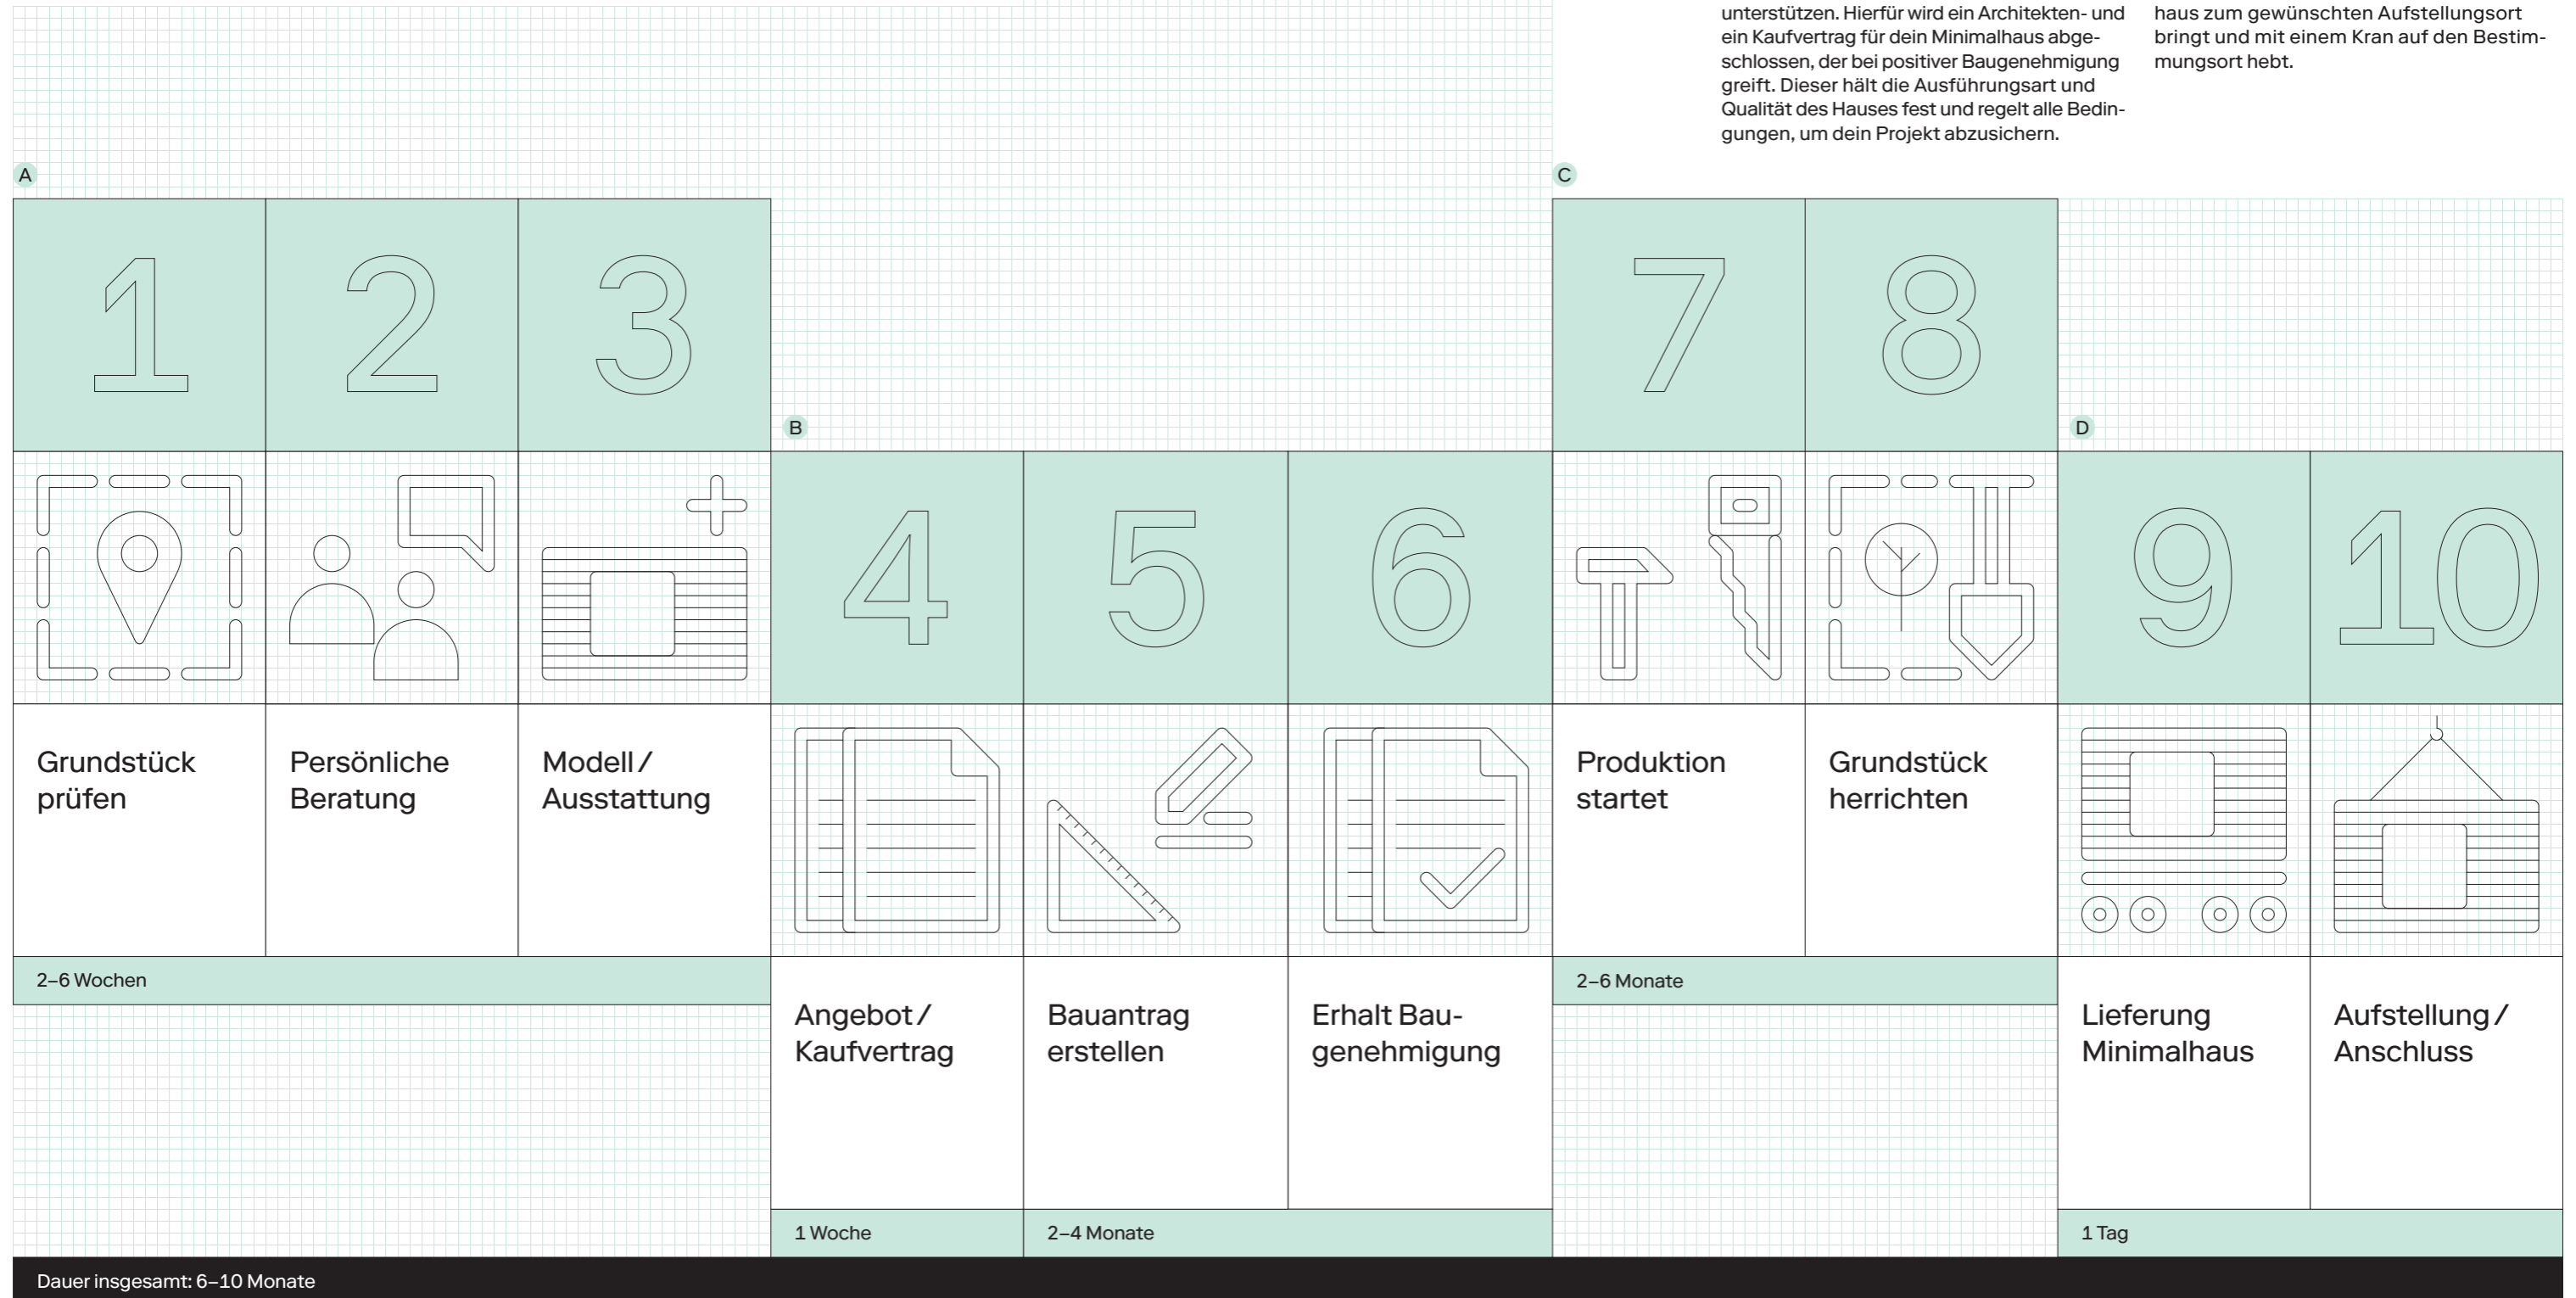 unterstützen. Hierfür wird ein Architekten- und
ein Kaufvertrag für dein Minimalhaus abge-
schlossen, der bei positiver Baugenehmigung
greift. Dieser hält die Ausführungsart und
Qualität des Hauses fest und regelt alle Bedin-
gungen, um dein Projekt abzusichern.
haus zum gewünschten Aufstellungsort
bringt und mit einem Kran auf den Bestim-
mungsort hebt.
A
1
2
3
Grundstück
prüfen
Persönliche
Beratung
Modell/
Ausstattung
2–6 Wochen
B
4
5
6
Angebot/
Kaufvertrag
Bauantrag
erstellen
Erhalt Bau-
genehmigung
1 Woche
2–4 Monate
C
7
8
Produktion
startet
Grundstück
herrichten
2–6 Monate
D
9
10
Lieferung
Minimalhaus
Aufstellung/
Anschluss
1 Tag
Dauer insgesamt: 6–10 Monate